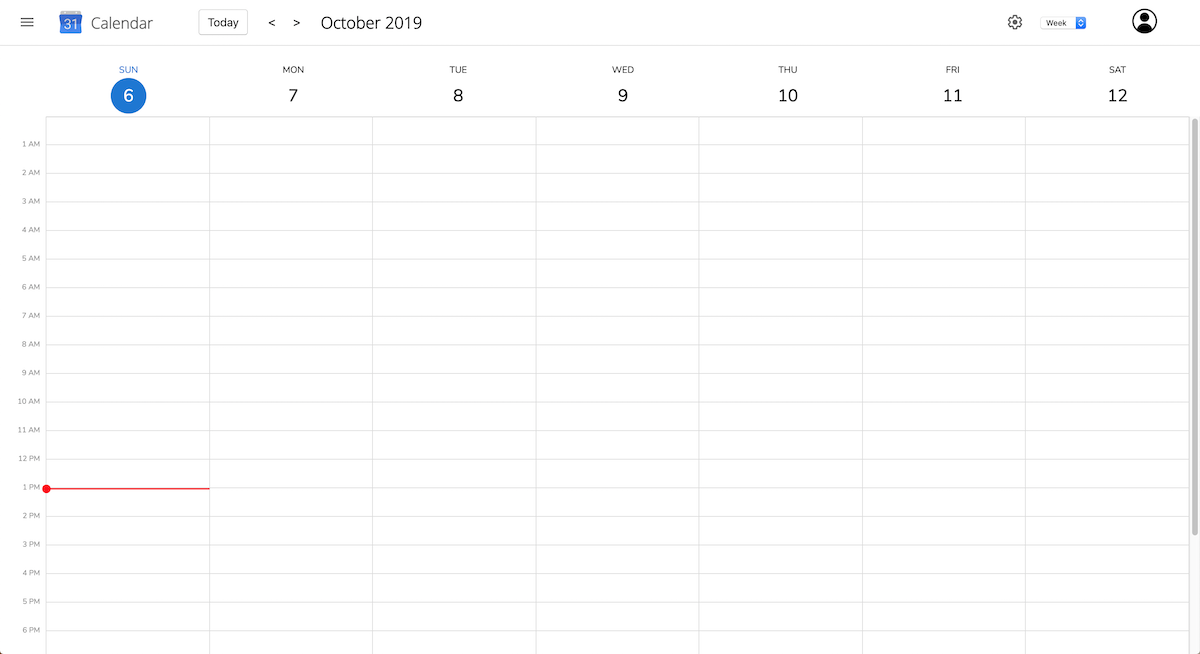 31 Calendar Today < > October 2019 Week
SUN MON TUE WED THU FRI SAT
6 7 8 9 10 11 12
1 AM
2 AM
3 AM
4 AM
5 AM
6 AM
7 AM
8 AM
9 AM
10 AM
11 AM
12 PM
1 PM
2 PM
3 PM
4 PM
5 PM
6 PM